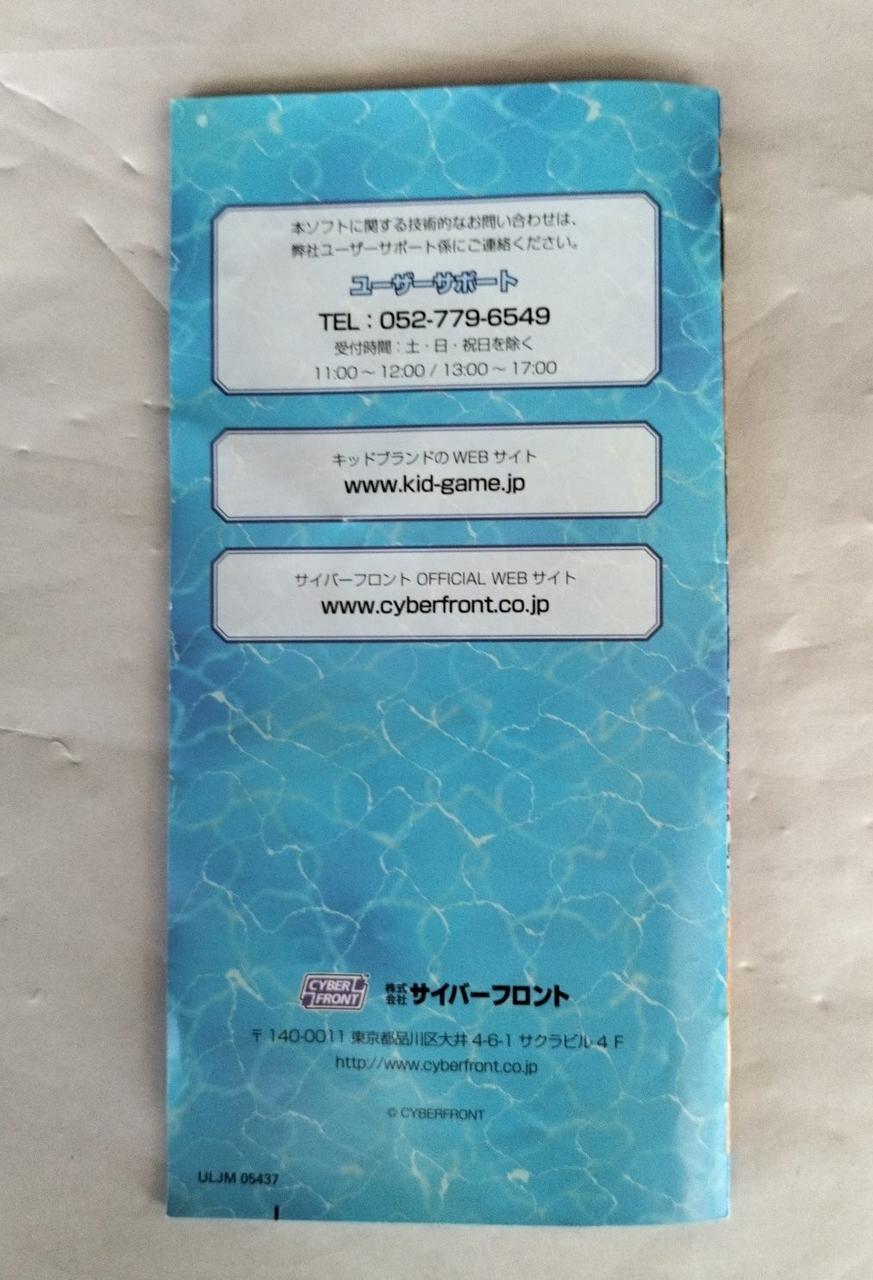 本ソフトに関する技術的なお問い合わせは、
弊社ユーザーサポート係にご連絡ください。
ユーザーサポート
TEL：052-779-6549
受付時間：土・日・祝日を除く
11:00～12:00 / 13:00～17:00
キッドブランドのWEBサイト
www.kid-game.jp
サイバーフロント OFFICIAL WEBサイト
www.cyberfront.co.jp
CYBER FRONT 株式会社サイバーフロント
〒140-0011 東京都品川区大井4-6-1 サクラビル4F
http://www.cyberfront.co.jp
© CYBERFRONT
ULJM 05437